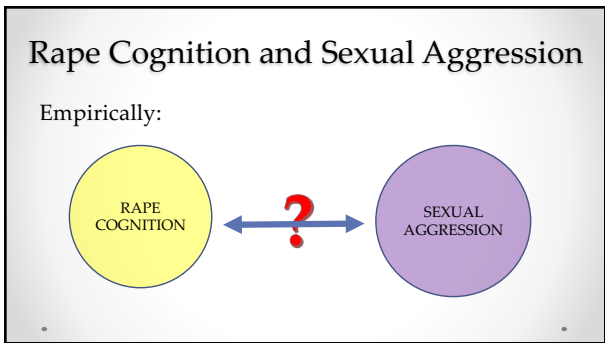 Rape Cognition and Sexual Aggression
Empirically:
RAPE
COGNITION
?
SEXUAL
AGGRESSION